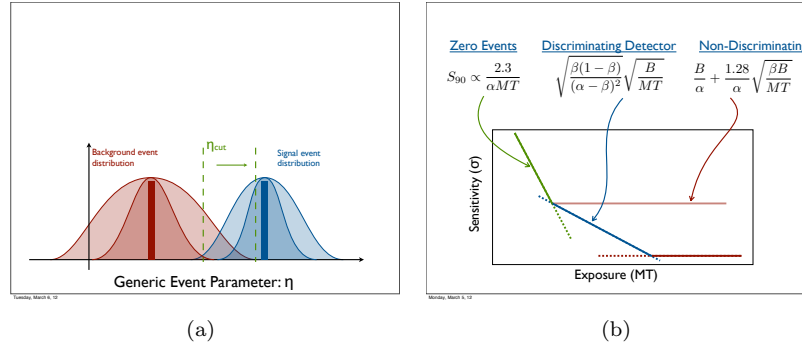 Background event
distribution
ηcut
Signal event
distribution
Generic Event Parameter: η
Tuesday, March 6, 12
(a)
Zero Events
Discriminating Detector
Non-Discriminatin
S₉₀ ∝ 2.3/αMT
√(β(1 − β)/(α − β)²) √(B/MT)
B/α + 1.28/α √(βB/MT)
Sensitivity (σ)
Exposure (MT)
Monday, March 5, 12
(b)